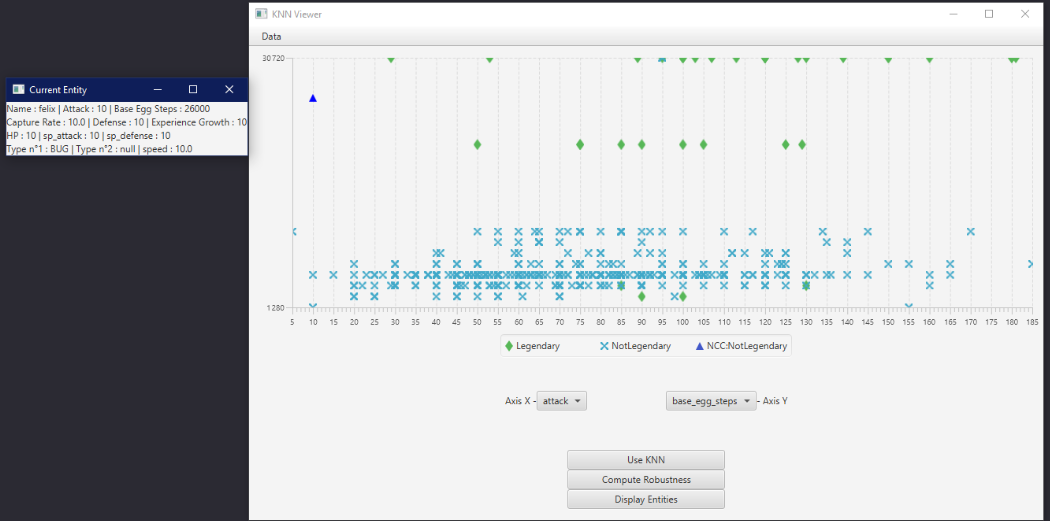 KNN Viewer
Data
Current Entity
Name : felix | Attack : 10 | Base Egg Steps : 26000
Capture Rate : 10.0 | Defense : 10 | Experience Growth : 10
HP : 10 | sp_attack : 10 | sp_defense : 10
Type n°1 : BUG | Type n°2 : null | speed : 10.0
30720
1280
5 10 15 20 25 30 35 40 45 50 55 60 65 70 75 80 85 90 95 100 105 110 115 120 125 130 135 140 145 150 155 160 165 170 175 180 185
Legendary NotLegendary NCC:NotLegendary
Axis X - attack base_egg_steps - Axis Y
Use KNN
Compute Robustness
Display Entities